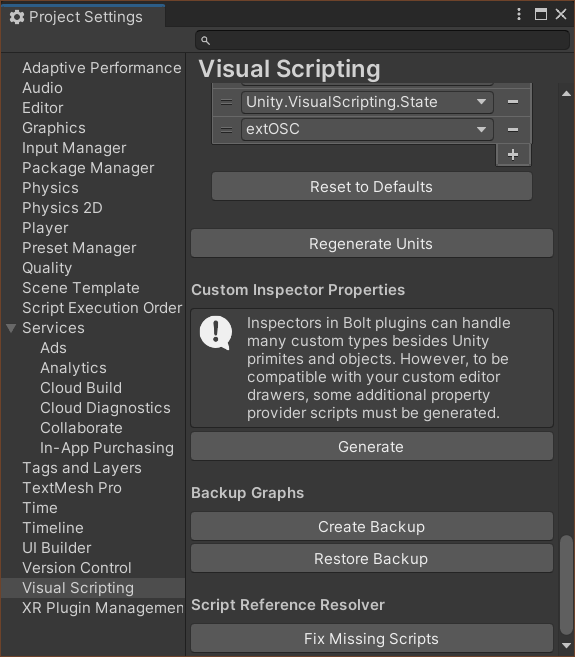 Project Settings
Visual Scripting
Adaptive Performance
Audio
Editor
Graphics
Input Manager
Package Manager
Physics
Physics 2D
Player
Preset Manager
Quality
Scene Template
Script Execution Order
Services
Ads
Analytics
Cloud Build
Cloud Diagnostics
Collaborate
In-App Purchasing
Tags and Layers
TextMesh Pro
Time
Timeline
UI Builder
Version Control
Visual Scripting
XR Plugin Managemen
Unity.VisualScripting.State
extOSC
Reset to Defaults
Regenerate Units
Custom Inspector Properties
Inspectors in Bolt plugins can handle
many custom types besides Unity
primites and objects. However, to be
compatible with your custom editor
drawers, some additional property
provider scripts must be generated.
Generate
Backup Graphs
Create Backup
Restore Backup
Script Reference Resolver
Fix Missing Scripts